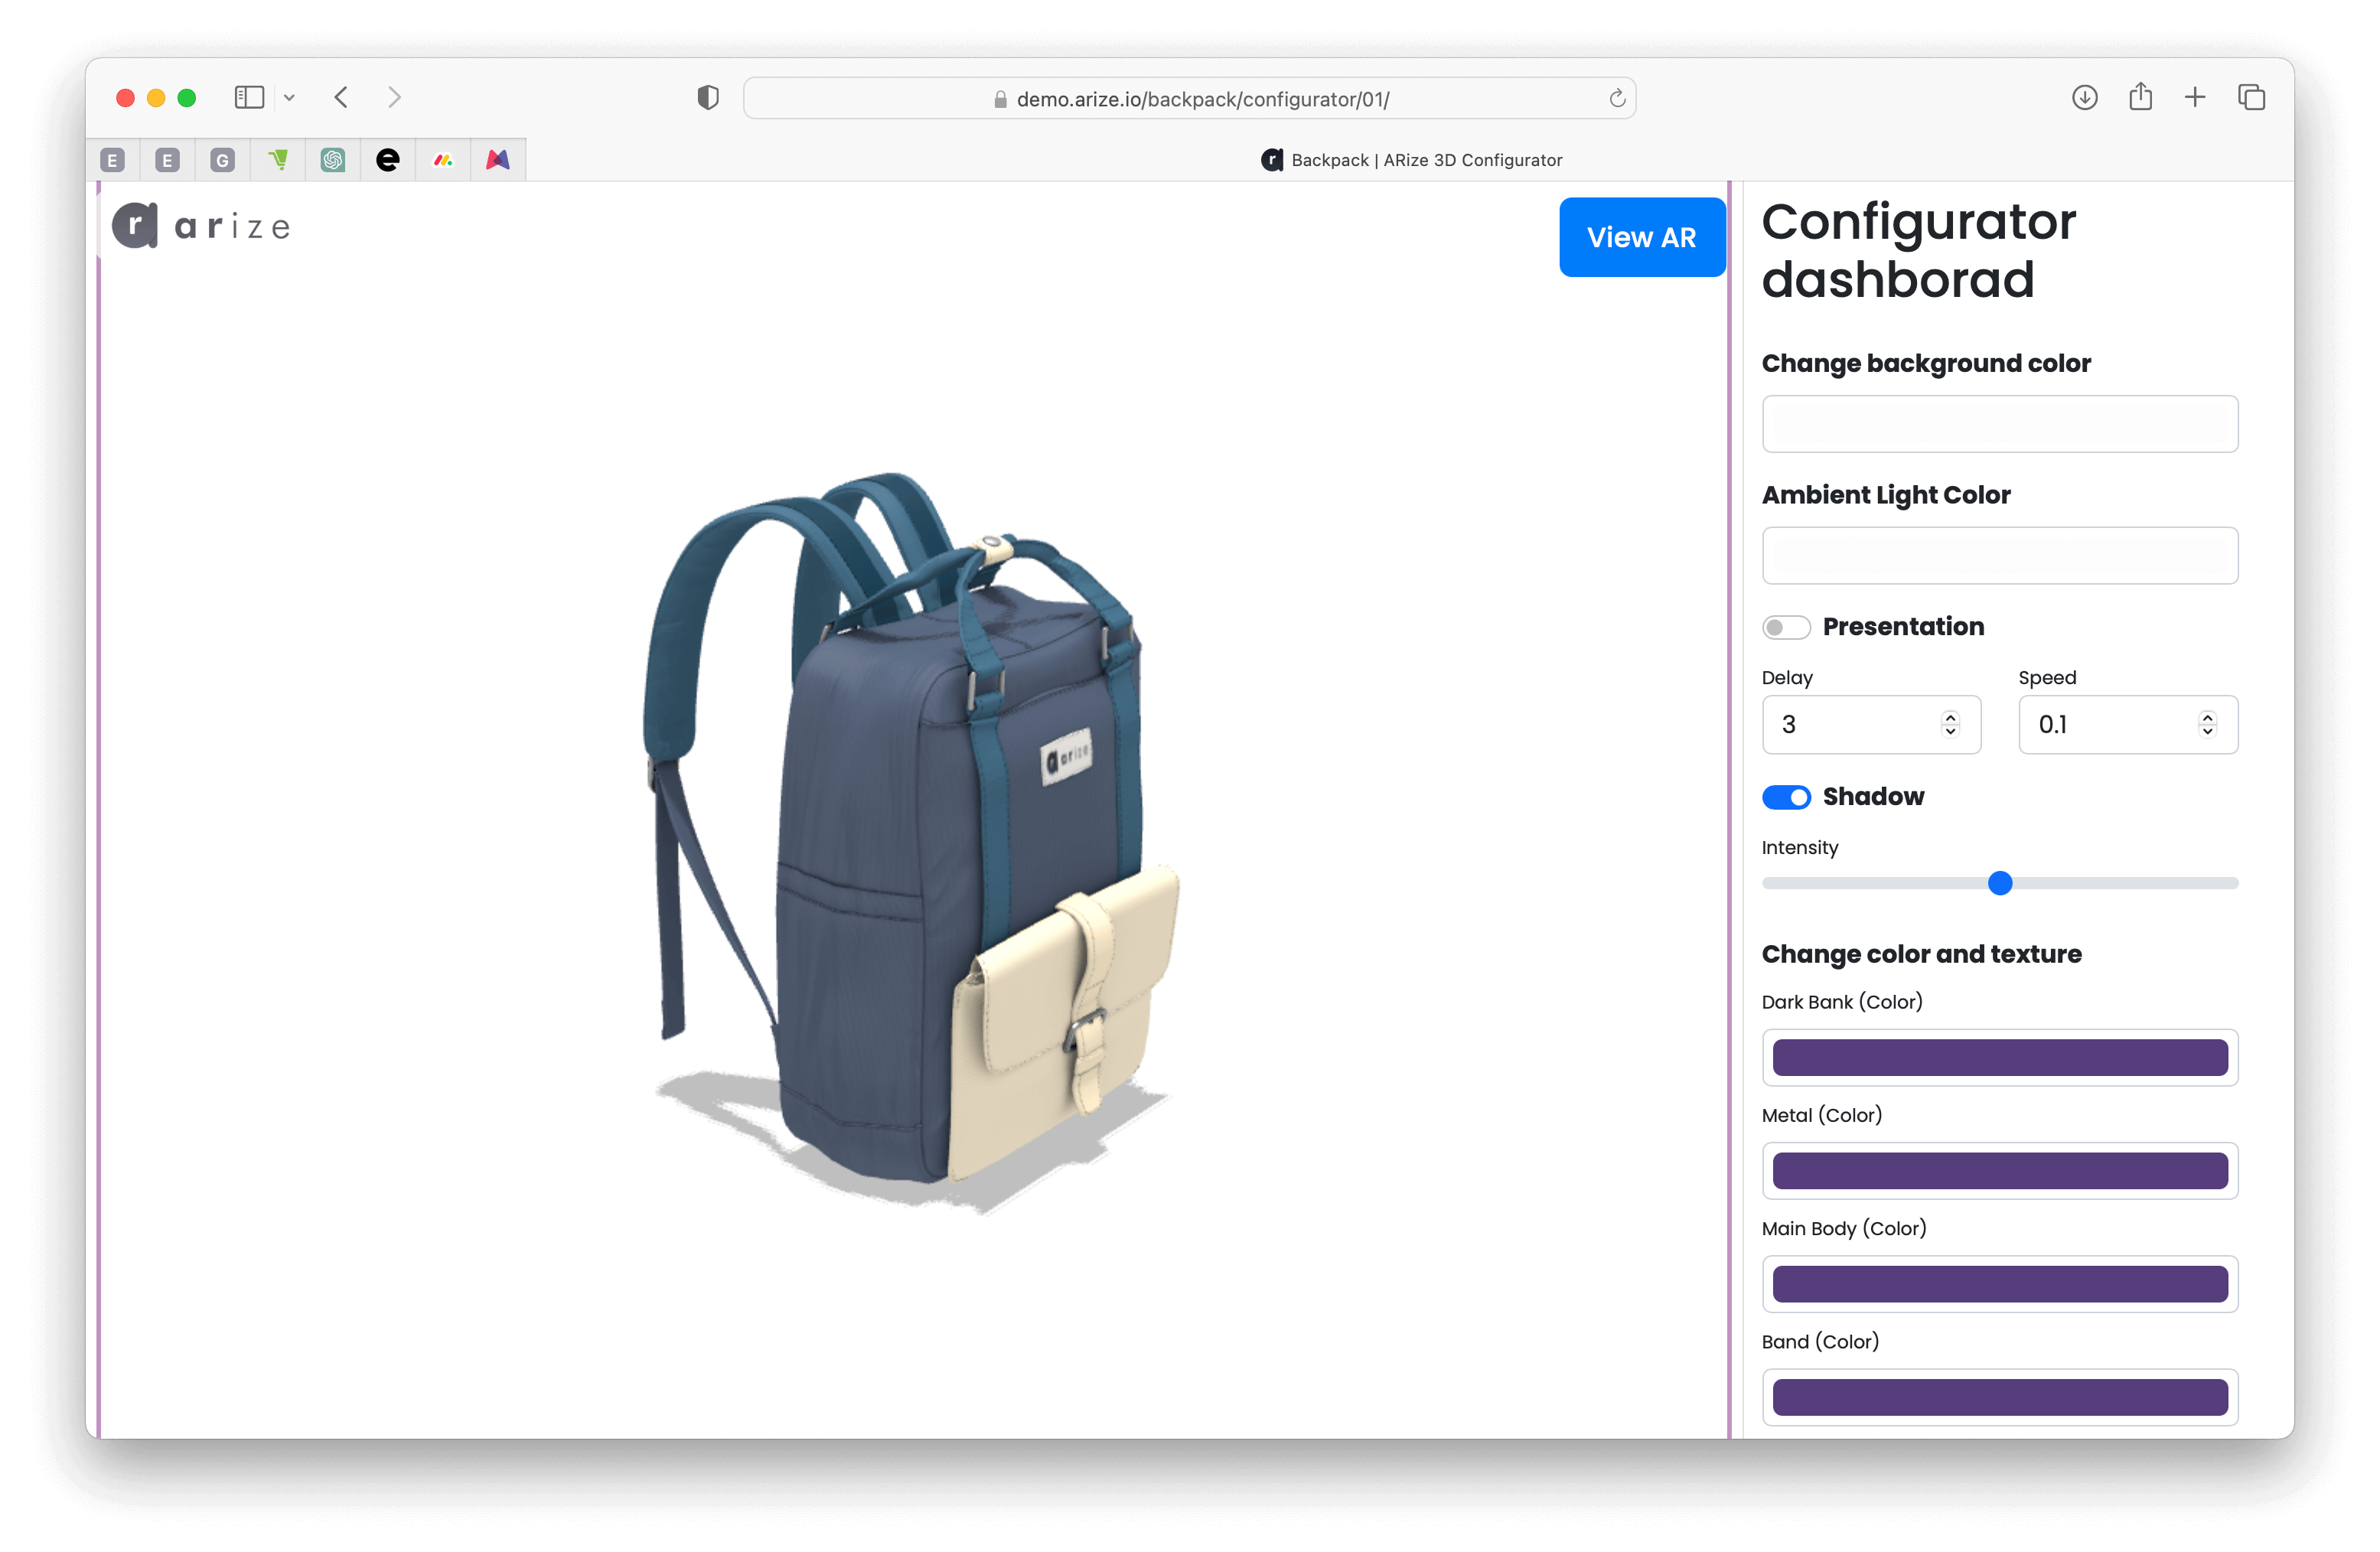 demo.arize.io/backpack/configurator/01/
E
E
G
e
r Backpack | ARize 3D Configurator
r arize
View AR
arize
Configurator
dashborad
Change background color
Ambient Light Color
Presentation
Delay
Speed
3
0.1
Shadow
Intensity
Change color and texture
Dark Bank (Color)
Metal (Color)
Main Body (Color)
Band (Color)